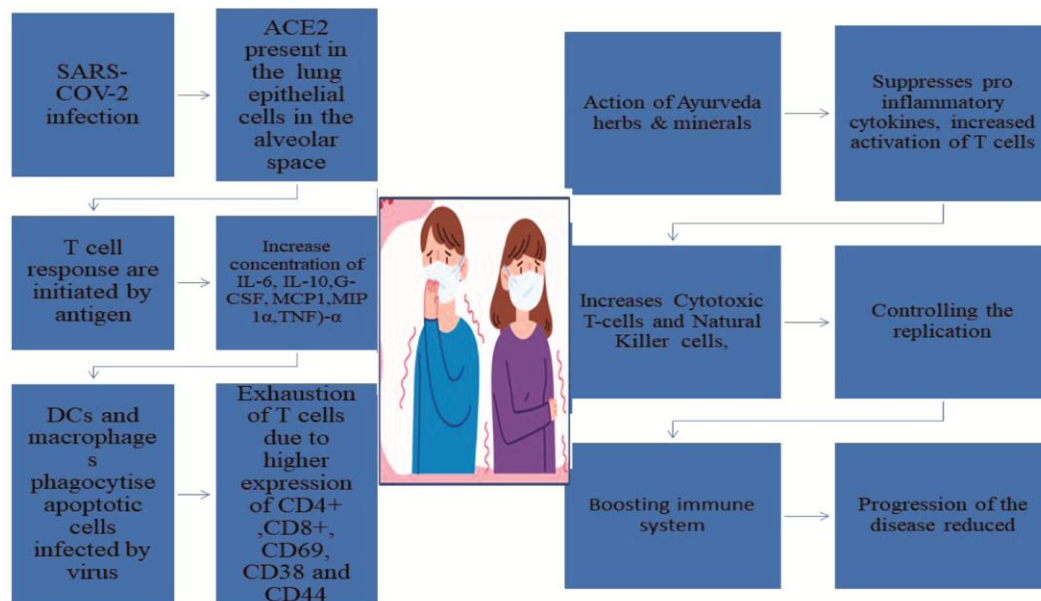 SARS-
COV-2
infection
ACE2
present in
the lung
epithelial
cells in the
alveolar
space
T cell
response are
initiated by
antigen
Increase
concentration of
IL-6, IL-10,G-
CSF, MCP1,MIP
1α,TNF)-α
DCs and
macrophage
s
phagocytise
apoptotic
cells
infected by
virus
Exhaustion
of T cells
due to
higher
expression
of CD4+
,CD8+,
CD69,
CD38 and
CD44
Action of Ayurveda
herbs & minerals
Suppresses pro
inflammatory
cytokines, increased
activation of T cells
Increases Cytotoxic
T-cells and Natural
Killer cells,
Controlling the
replication
Boosting immune
system
Progression of the
disease reduced